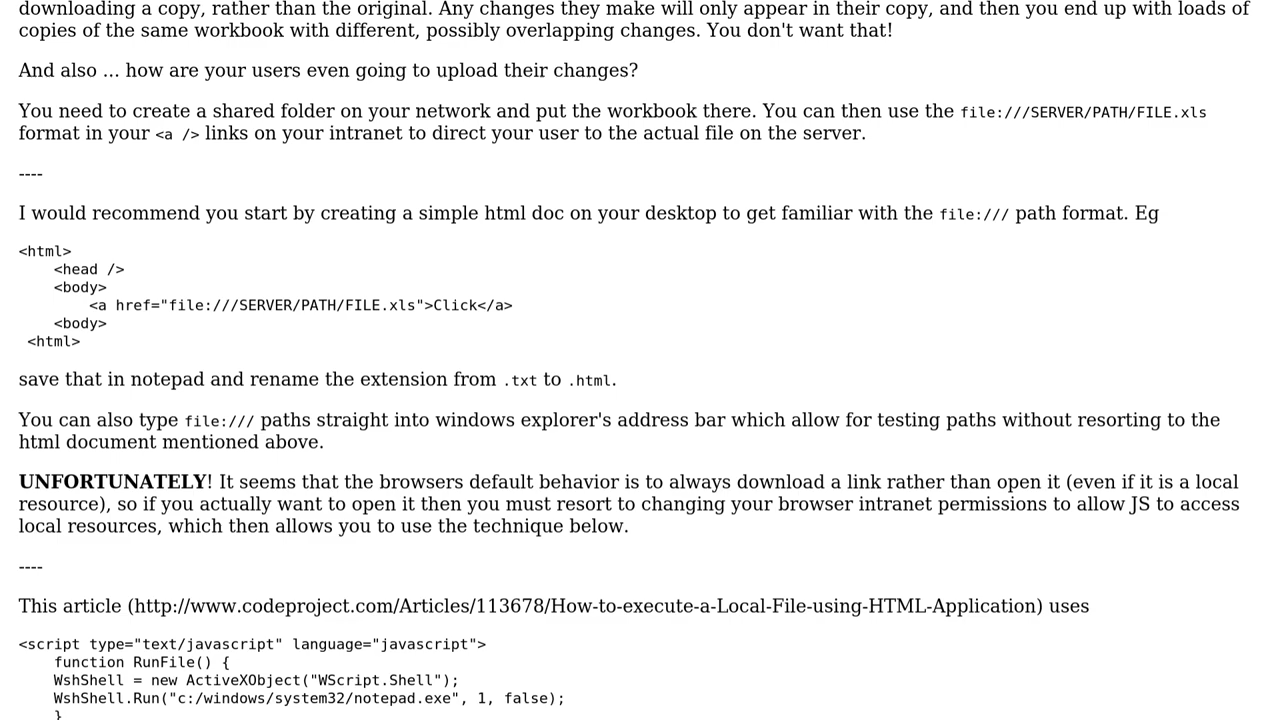 downloading a copy, rather than the original. Any changes they make will only appear in their copy, and then you end up with loads of
copies of the same workbook with different, possibly overlapping changes. You don't want that!
And also ... how are your users even going to upload their changes?
You need to create a shared folder on your network and put the workbook there. You can then use the file:///SERVER/PATH/FILE.xls
format in your <a /> links on your intranet to direct your user to the actual file on the server.
----
I would recommend you start by creating a simple html doc on your desktop to get familiar with the file:/// path format. Eg
<html>
    <head />
    <body>
        <a href="file:///SERVER/PATH/FILE.xls">Click</a>
    <body>
 <html>
save that in notepad and rename the extension from .txt to .html.
You can also type file:/// paths straight into windows explorer's address bar which allow for testing paths without resorting to the
html document mentioned above.
UNFORTUNATELY! It seems that the browsers default behavior is to always download a link rather than open it (even if it is a local
resource), so if you actually want to open it then you must resort to changing your browser intranet permissions to allow JS to access
local resources, which then allows you to use the technique below.
----
This article (http://www.codeproject.com/Articles/113678/How-to-execute-a-Local-File-using-HTML-Application) uses
<script type="text/javascript" language="javascript">
    function RunFile() {
    WshShell = new ActiveXObject("WScript.Shell");
    WshShell.Run("c:/windows/system32/notepad.exe", 1, false);
    }